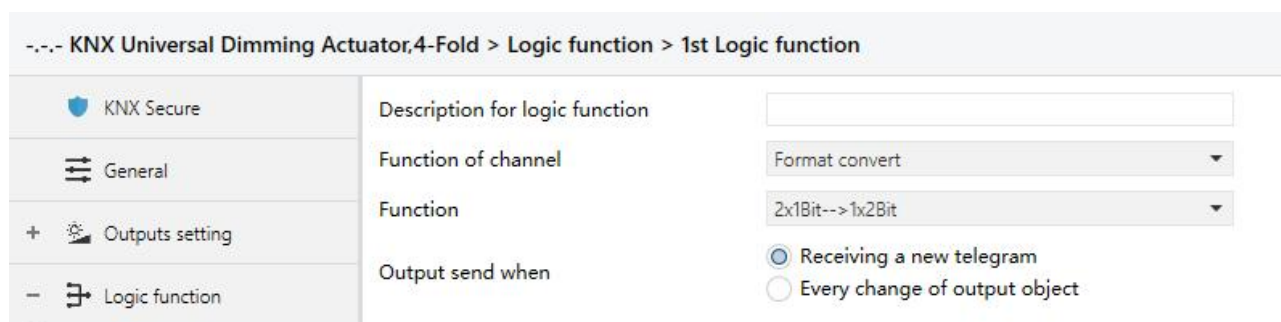 -.-.- KNX Universal Dimming Actuator,4-Fold > Logic function > 1st Logic function
KNX Secure
Description for logic function
General
Function of channel Format convert
Function 2x1Bit-->1x2Bit
+ Outputs setting
Output send when Receiving a new telegram
Every change of output object
− Logic function